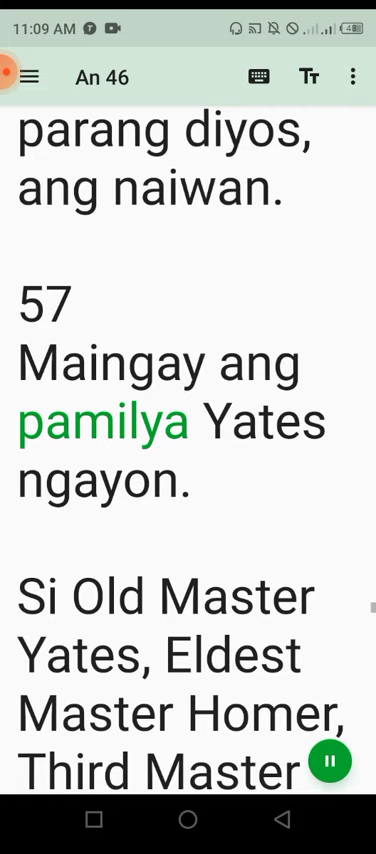 11:09 AM
48
An 46
parang diyos,
ang naiwan.
57
Maingay ang
pamilya Yates
ngayon.
Si Old Master
Yates, Eldest
Master Homer,
Third Master